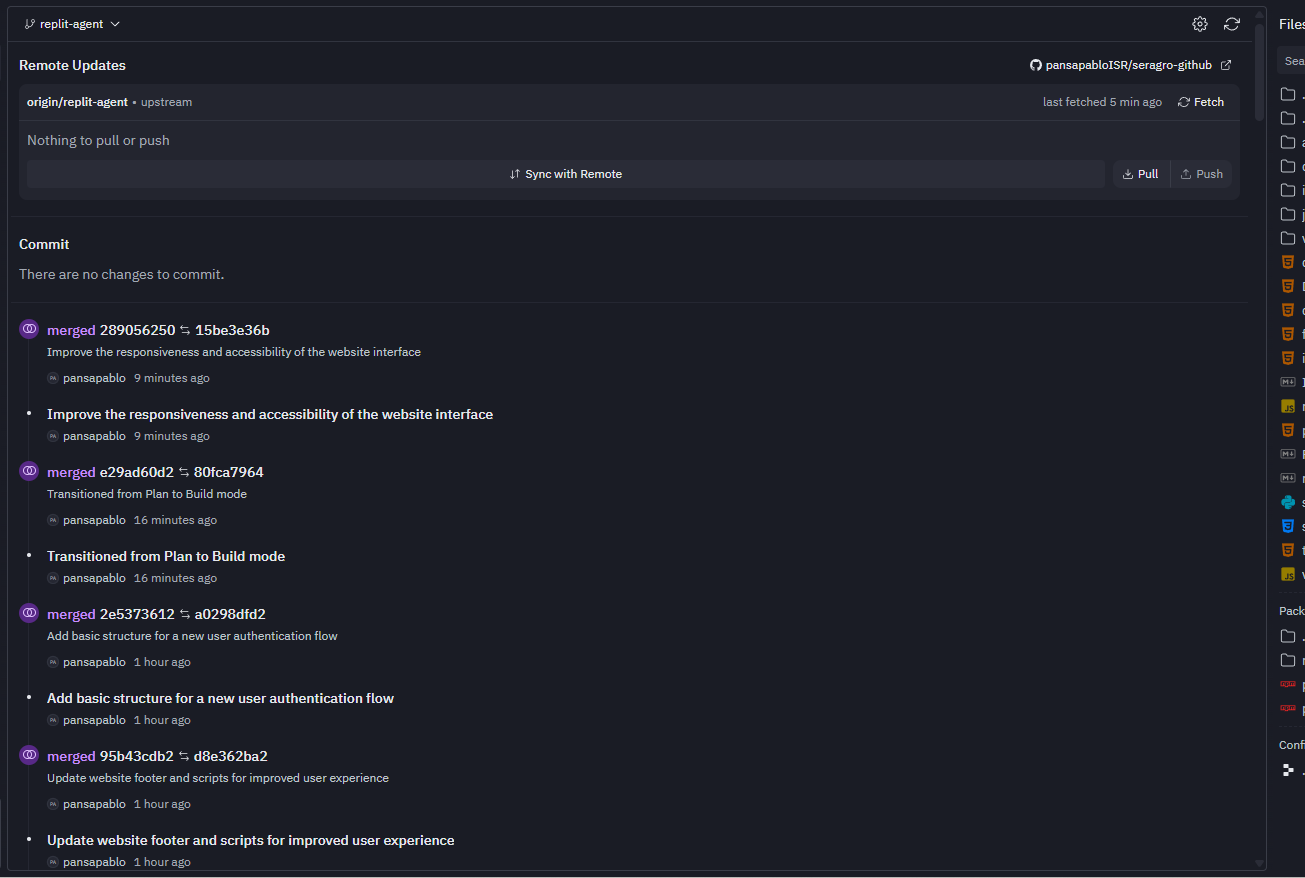 replit-agent
Remote Updates
pansapabloISR/seragro-github
origin/replit-agent • upstream
last fetched 5 min ago
Fetch
Nothing to pull or push
Sync with Remote
Pull
Push
Commit
There are no changes to commit.
merged 289056250 ⇆ 15be3e36b
Improve the responsiveness and accessibility of the website interface
PA pansapablo 9 minutes ago
Improve the responsiveness and accessibility of the website interface
PA pansapablo 9 minutes ago
merged e29ad60d2 ⇆ 80fca7964
Transitioned from Plan to Build mode
PA pansapablo 16 minutes ago
Transitioned from Plan to Build mode
PA pansapablo 16 minutes ago
merged 2e5373612 ⇆ a0298dfd2
Add basic structure for a new user authentication flow
PA pansapablo 1 hour ago
Add basic structure for a new user authentication flow
PA pansapablo 1 hour ago
merged 95b43cdb2 ⇆ d8e362ba2
Update website footer and scripts for improved user experience
PA pansapablo 1 hour ago
Update website footer and scripts for improved user experience
PA pansapablo 1 hour ago
Files
Sea
Pack
Conf